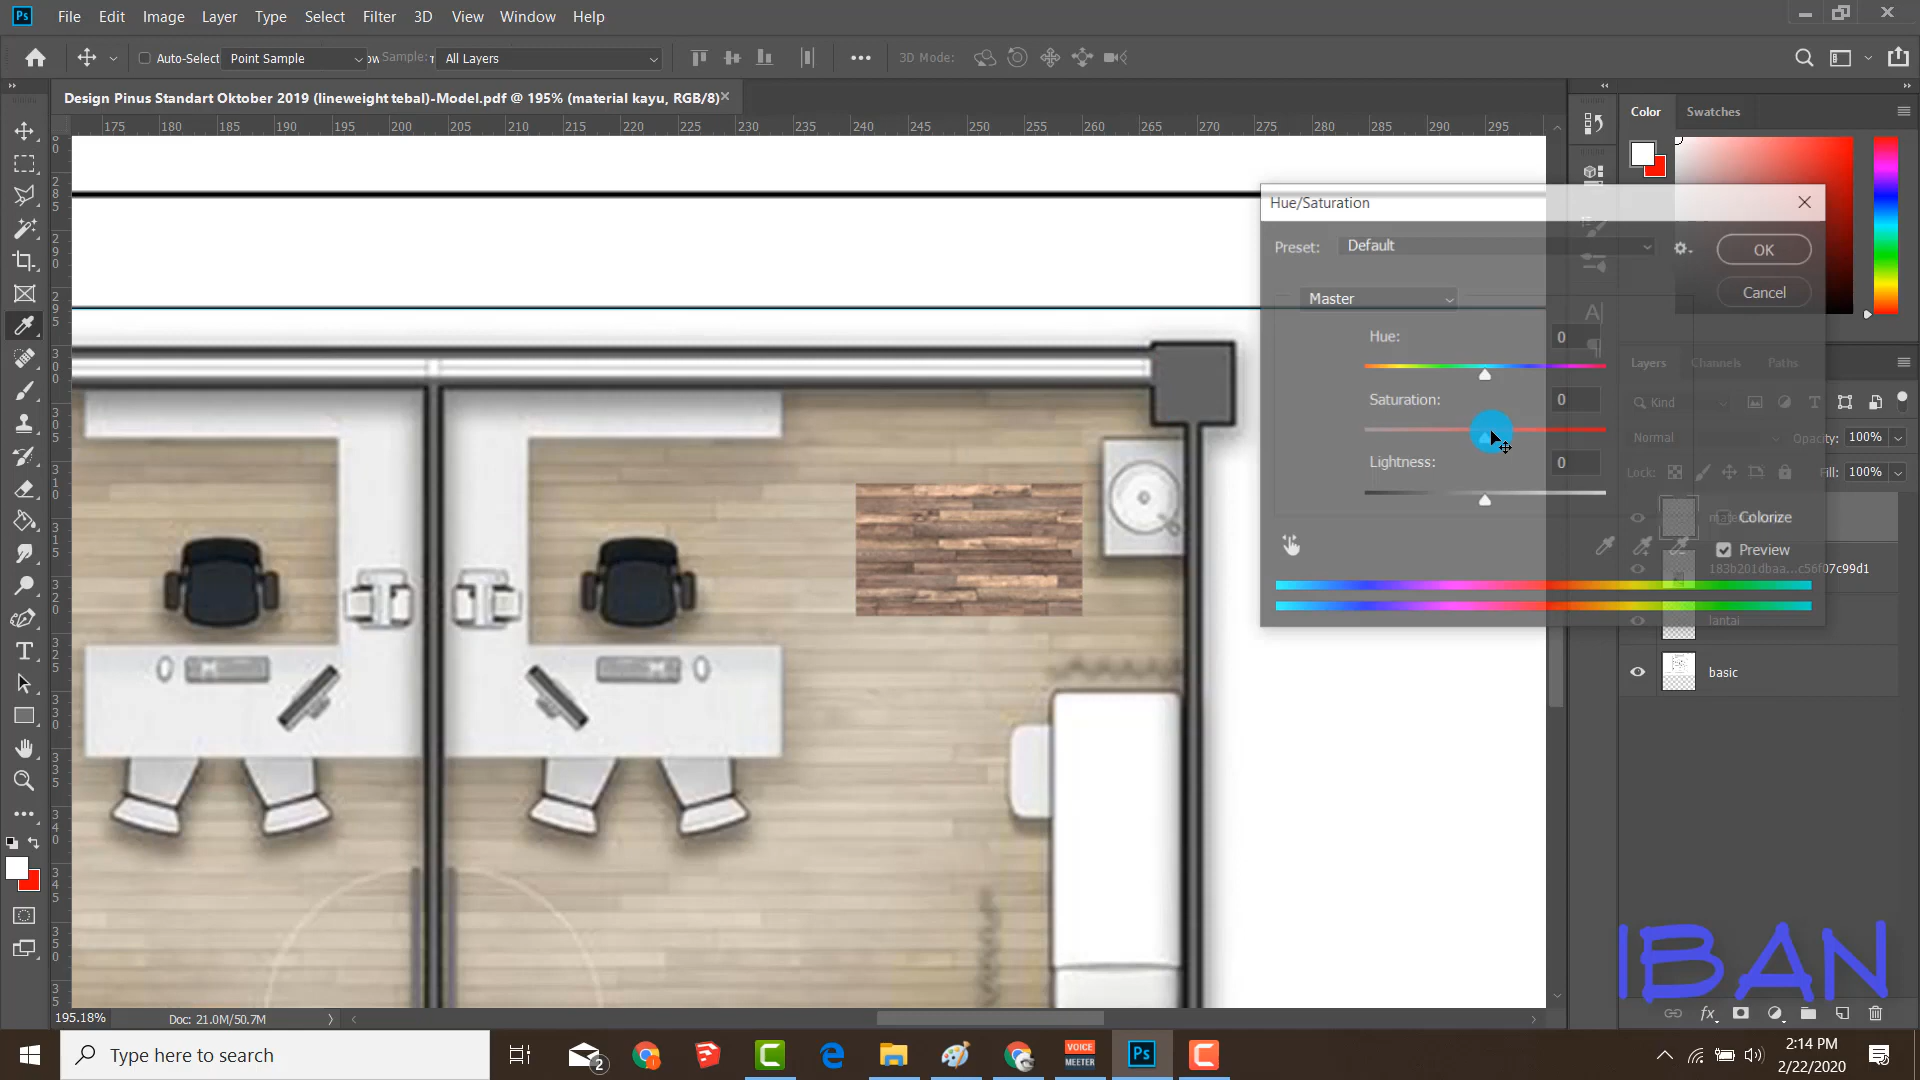 File Edit Image Layer Type Select Filter 3D View Window Help
Auto-Select Point Sample Sample: All Layers 3D Mode:
Design Pinus Standart Oktober 2019 (lineweight tebal)-Model.pdf @ 195% (material kayu, RGB/8)
Color Swatches
175 180 185 190 195 200 205 210 215 220 225 230 235 240 245 250 255 260 265 270 275 280 285 290 295
Hue/Saturation
Preset: Default
OK
Cancel
Master
Hue: 0
Saturation: 0
Lightness: 0
Colorize
Preview
Layers Channels Paths
Kind
Normal Opacity: 100%
Lock: Fill: 100%
183b201dbaa...c56f07c99d1
lantai
basic
IBAN
195.18% Doc: 21.0M/50.7M
Type here to search
2
VOICE
MEETER
Ps
2:14 PM
2/22/2020